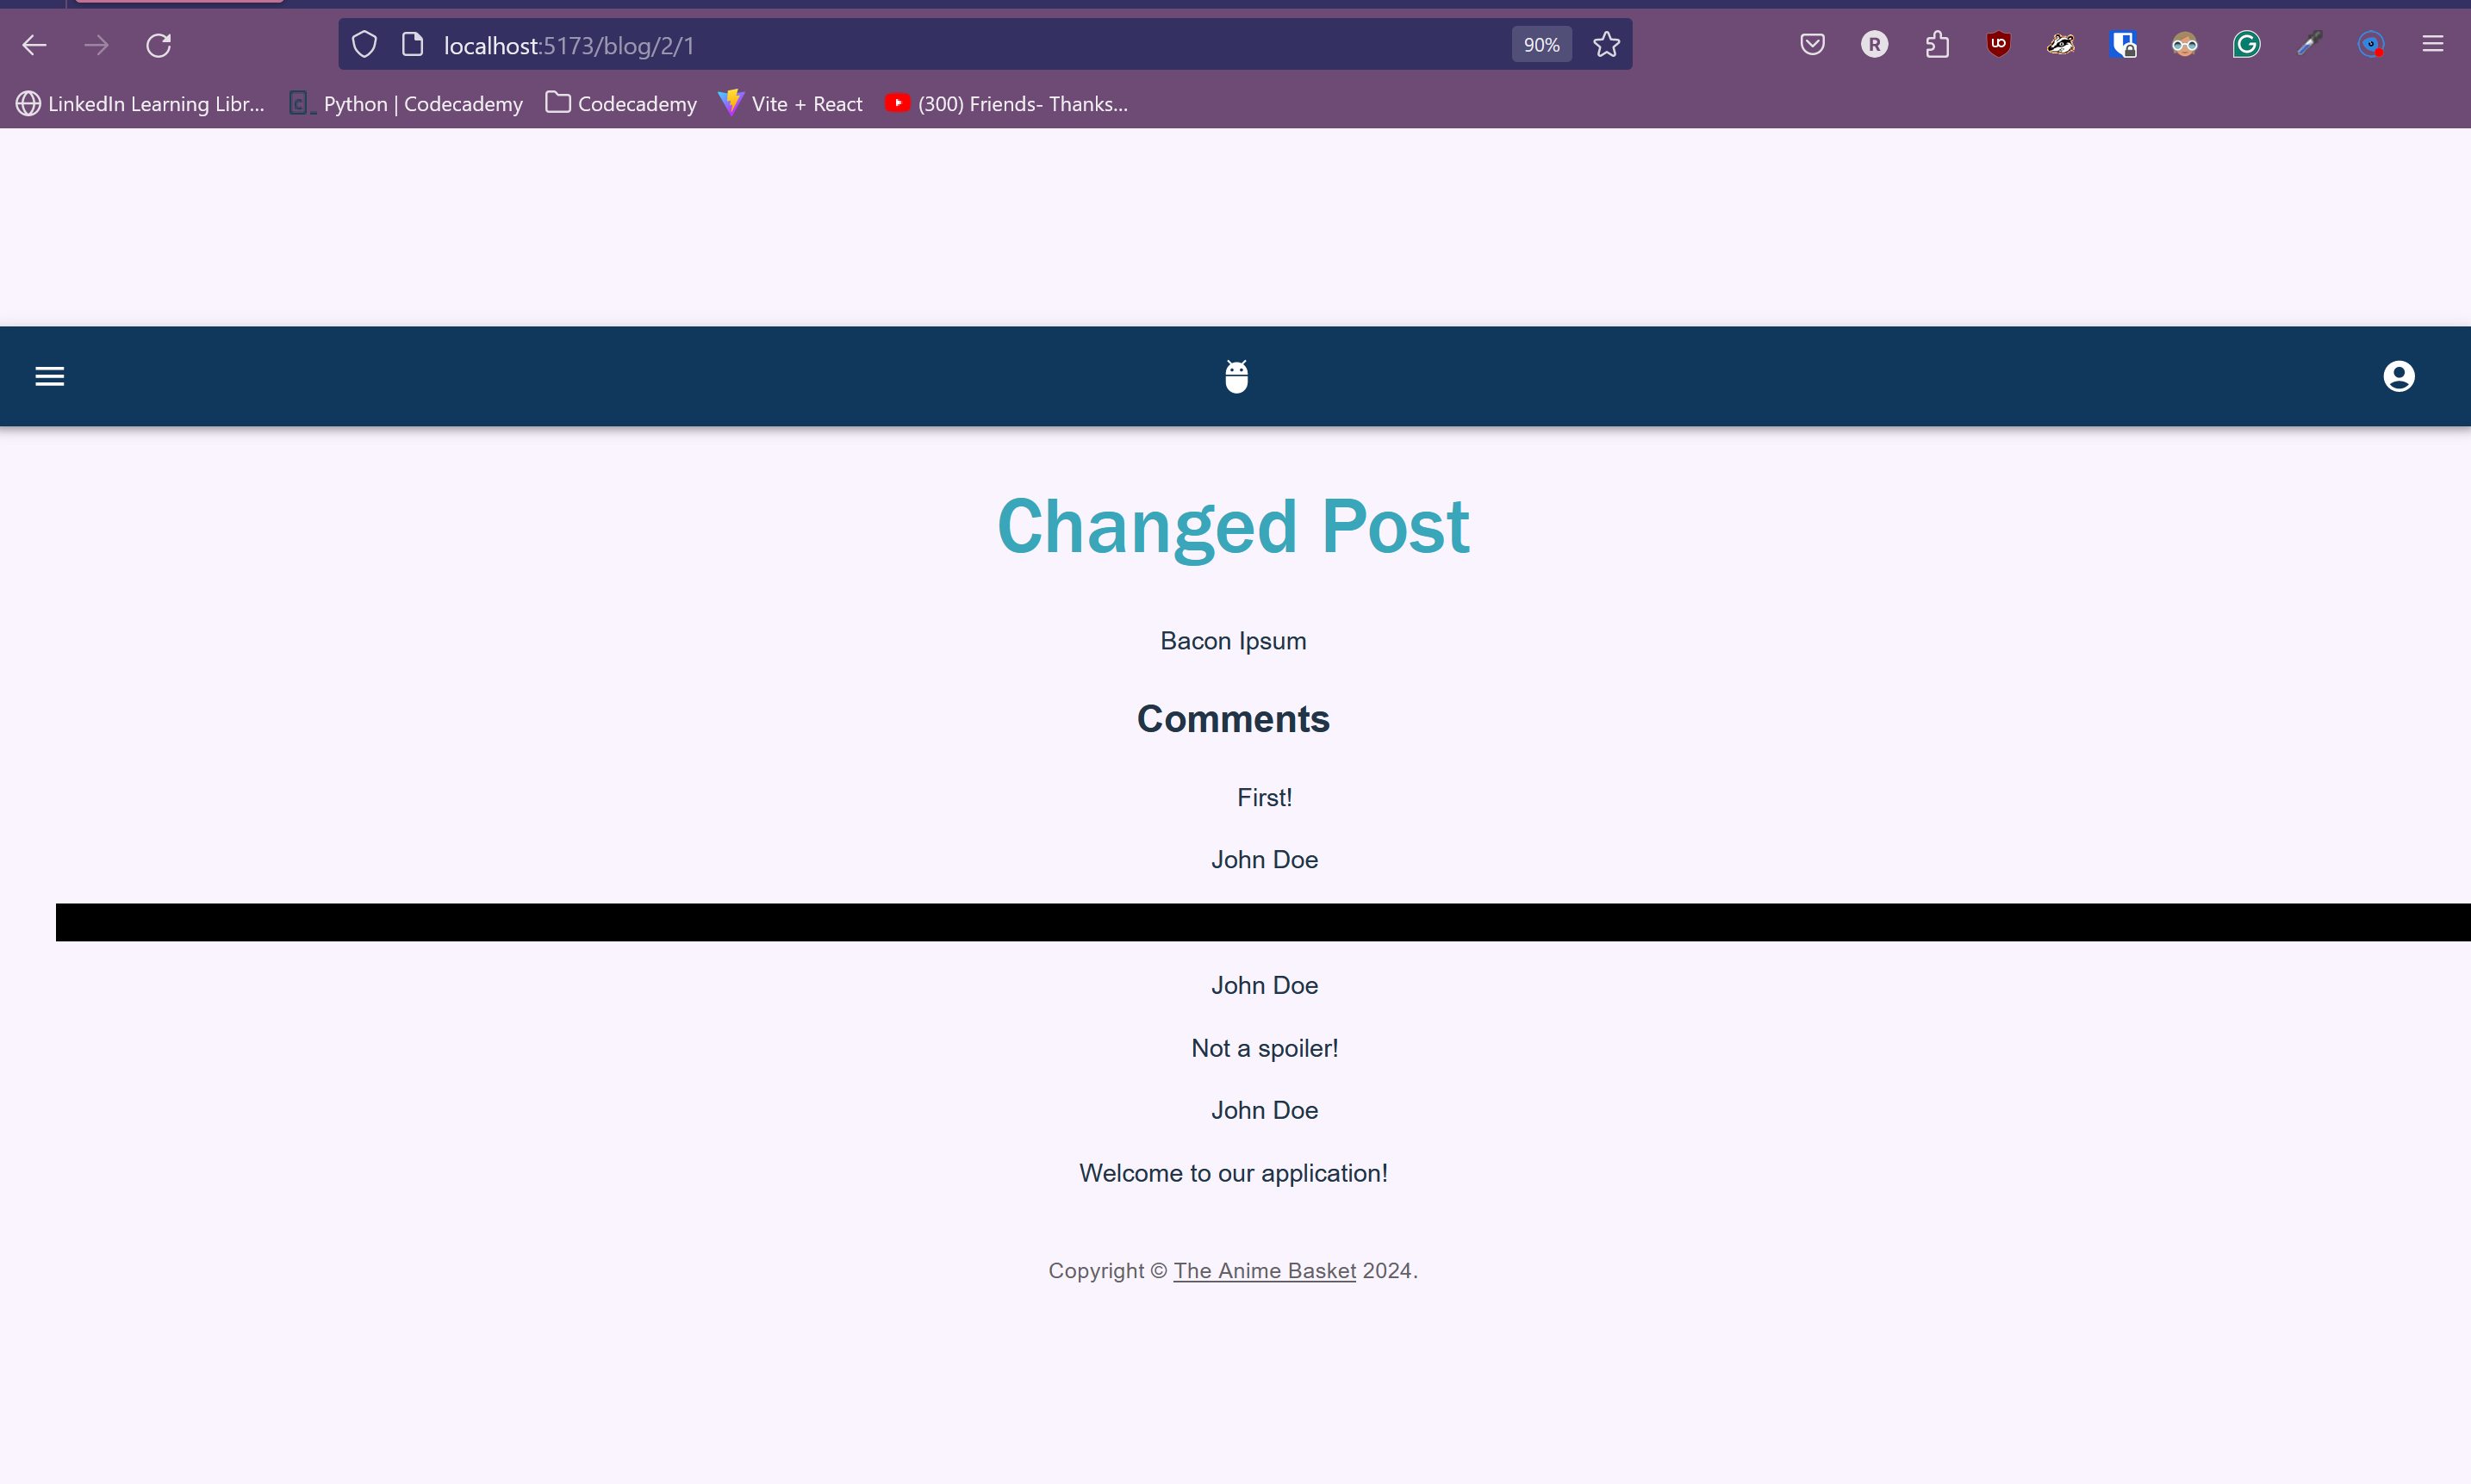 localhost:5173/blog/2/1
90%
R
LinkedIn Learning Libr...
Python | Codecademy
Codecademy
Vite + React
(300) Friends- Thanks...
Changed Post
Bacon Ipsum
Comments
First!
John Doe
John Doe
Not a spoiler!
John Doe
Welcome to our application!
Copyright © The Anime Basket 2024.